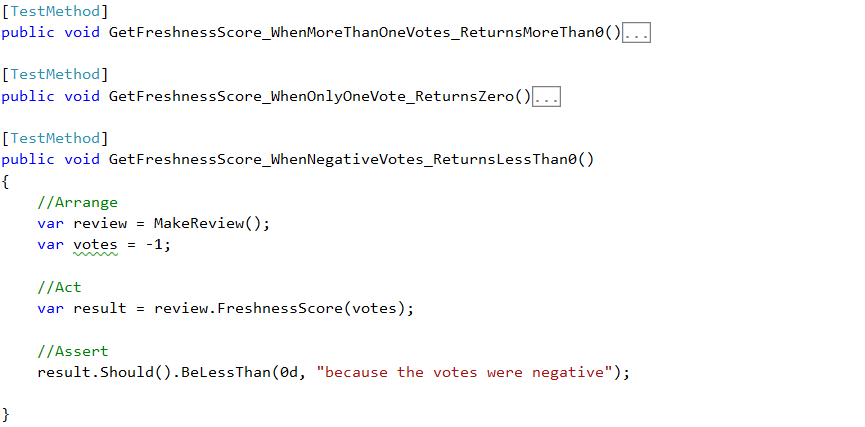 [TestMethod]
public void GetFreshnessScore_WhenMoreThanOneVotes_ReturnsMoreThan0()...
[TestMethod]
public void GetFreshnessScore_WhenOnlyOneVote_ReturnsZero()...
[TestMethod]
public void GetFreshnessScore_WhenNegativeVotes_ReturnsLessThan0()
{
    //Arrange
    var review = MakeReview();
    var votes = -1;
    //Act
    var result = review.FreshnessScore(votes);
    //Assert
    result.Should().BeLessThan(0d, "because the votes were negative");
}